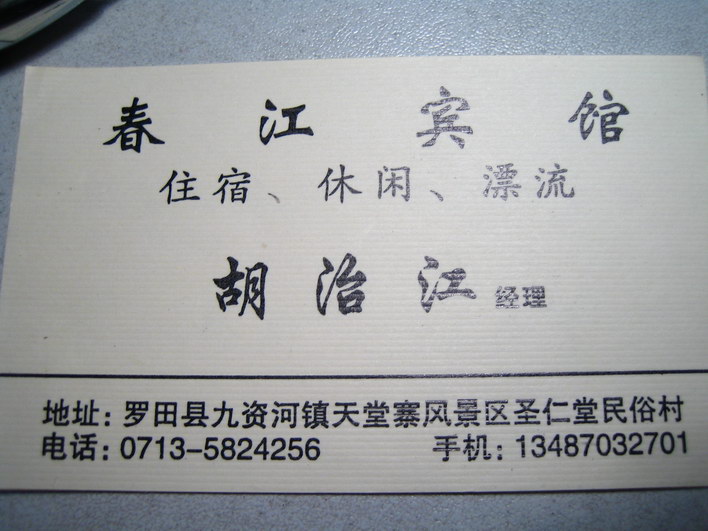 春江宾馆
住宿、休闲、漂流
胡治江 经理
地址: 罗田县九资河镇天堂寨风景区圣仁堂民俗村
电话: 0713-5824256 手机: 13487032701